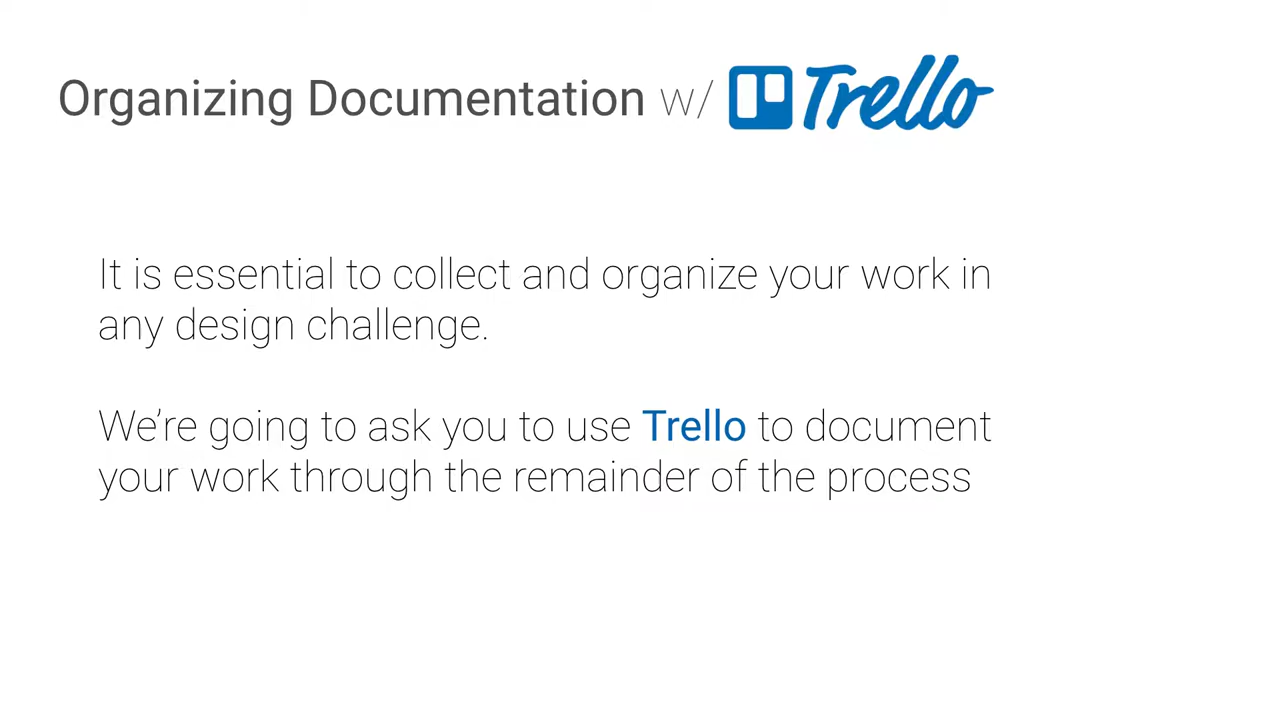 Organizing Documentation w/ Trello
It is essential to collect and organize your work in
any design challenge.
We're going to ask you to use Trello to document
your work through the remainder of the process